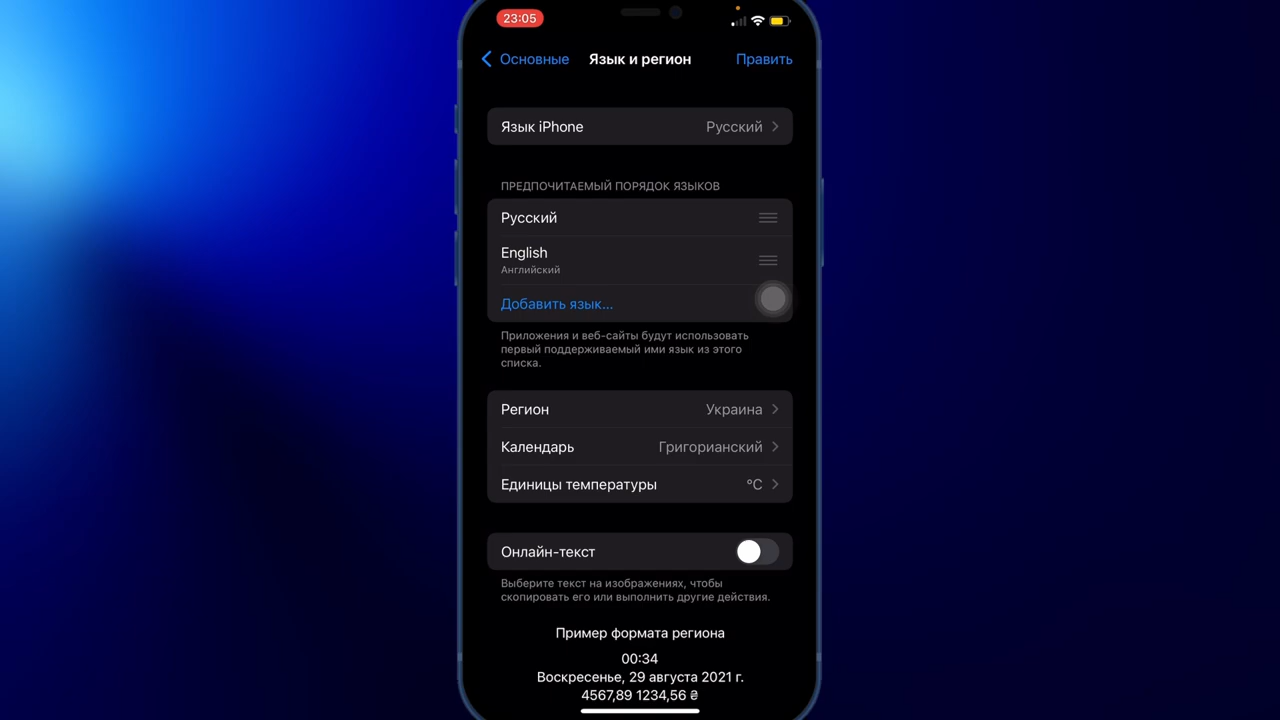 23:05
Основные Язык и регион Править
Язык iPhone Русский
ПРЕДПОЧИТАЕМЫЙ ПОРЯДОК ЯЗЫКОВ
Русский
English
Английский
Добавить язык...
Приложения и веб-сайты будут использовать
первый поддерживаемый ими язык из этого
списка.
Регион Украина
Календарь Григорианский
Единицы температуры °C
Онлайн-текст
Выберите текст на изображениях, чтобы
скопировать его или выполнить другие действия.
Пример формата региона
00:34
Воскресенье, 29 августа 2021 г.
4567,89 1234,56 ₴